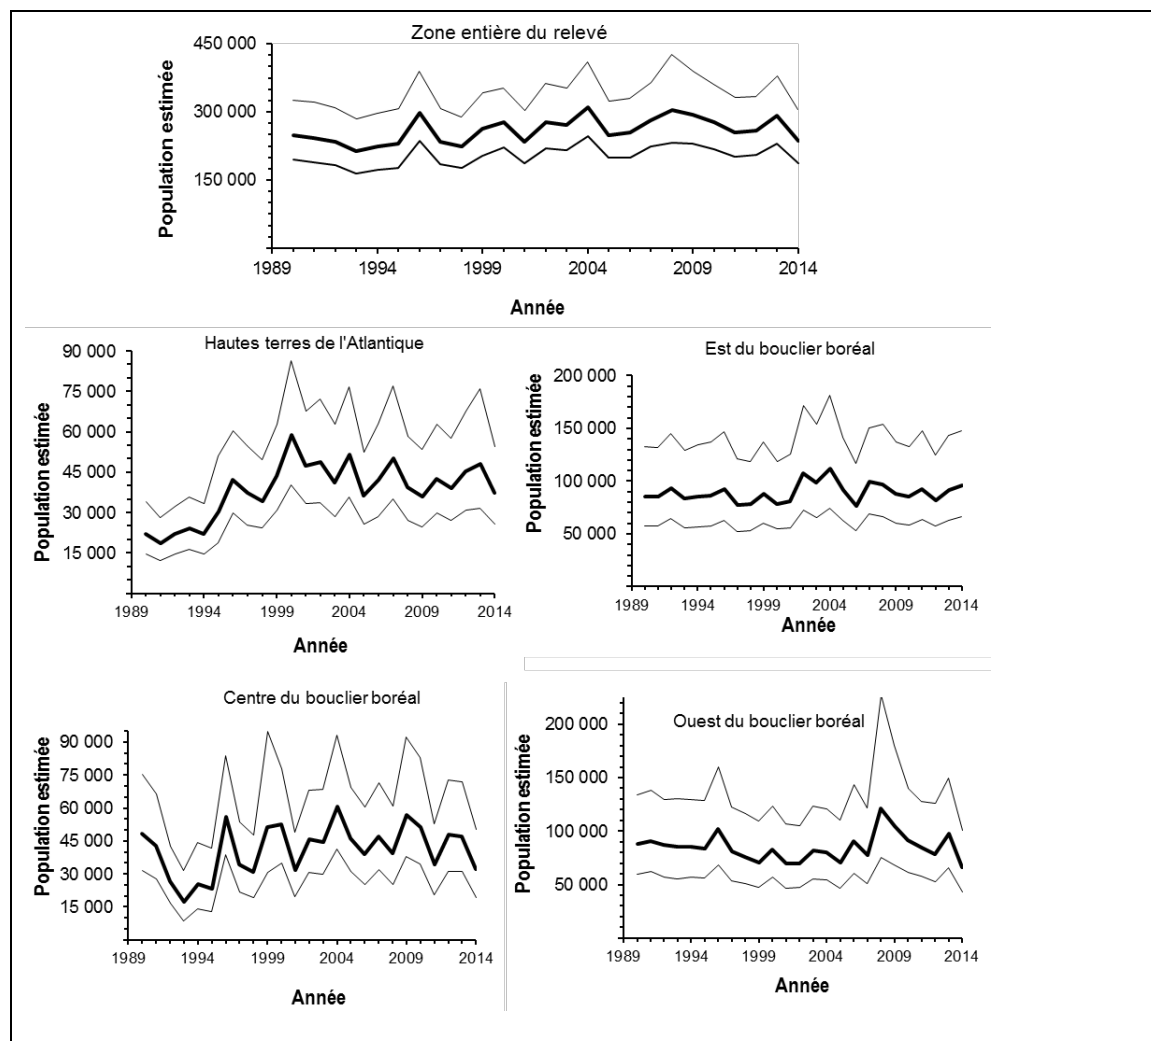 Zone entière du relevé
450 000
300 000
150 000
Population estimée
1989 1994 1999 2004 2009 2014
Année
Hautes terres de l'Atlantique
90 000
75 000
60 000
45 000
30 000
15 000
Population estimée
1989 1994 1999 2004 2009 2014
Année
Est du bouclier boréal
200 000
150 000
100 000
50 000
Population estimée
1989 1994 1999 2004 2009 2014
Année
Centre du bouclier boréal
90 000
75 000
60 000
45 000
30 000
15 000
Population estimée
1989 1994 1999 2004 2009 2014
Année
Ouest du bouclier boréal
200 000
150 000
100 000
50 000
Population estimée
1989 1994 1999 2004 2009 2014
Année